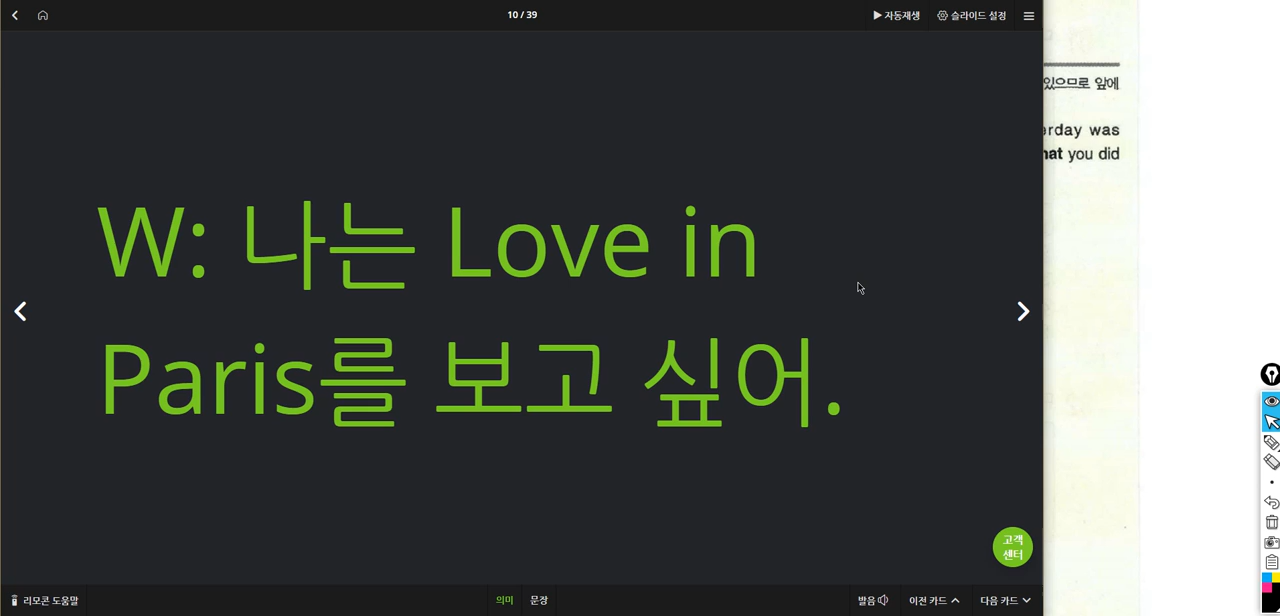 10 / 39
자동재생
슬라이드 설정
있으므로 앞에
erday was
hat you did
W: 나는 Love in
Paris를 보고 싶어.
고객
센터
리모콘 도움말
의미
문장
발음
이전 카드
다음 카드